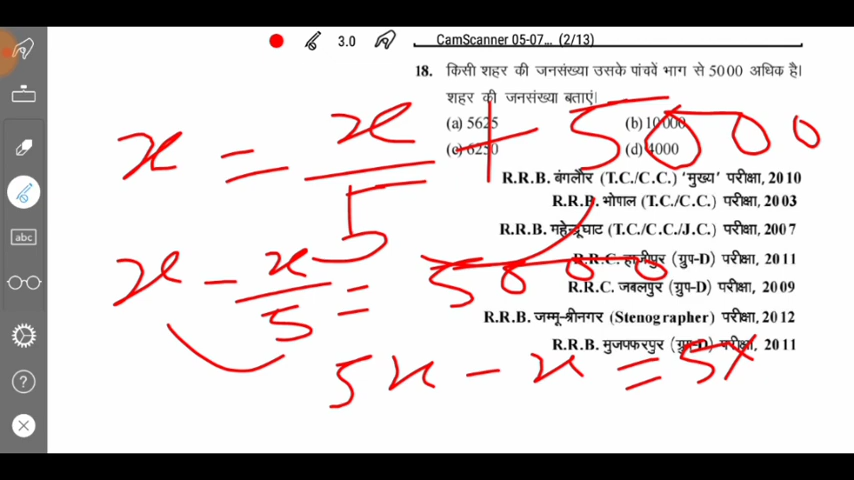 3.0 CamScanner 05-07... (2/13)
18. किसी शहर की जनसंख्या उसके पांचवें भाग से 5000 अधिक है।
शहर की जनसंख्या बताएं।
(a) 5625 (b) 10000
(c) 6250 (d) 4000
x = x/5 + 5000
R.R.B. बंगलौर (T.C./C.C.) ‘मुख्य’ परीक्षा, 2010
R.R.B. भोपाल (T.C./C.C.) परीक्षा, 2003
R.R.B. महेन्द्रूघाट (T.C./C.C./J.C.) परीक्षा, 2007
R.R.C. हाजीपुर (ग्रुप-D) परीक्षा, 2011
x - x/5 = 5000
R.R.C. जबलपुर (ग्रुप-D) परीक्षा, 2009
R.R.B. जम्मू-श्रीनगर (Stenographer) परीक्षा, 2012
R.R.B. मुजफ्फरपुर (ग्रुप-D) परीक्षा, 2011
5x - x = 5x
abc
?